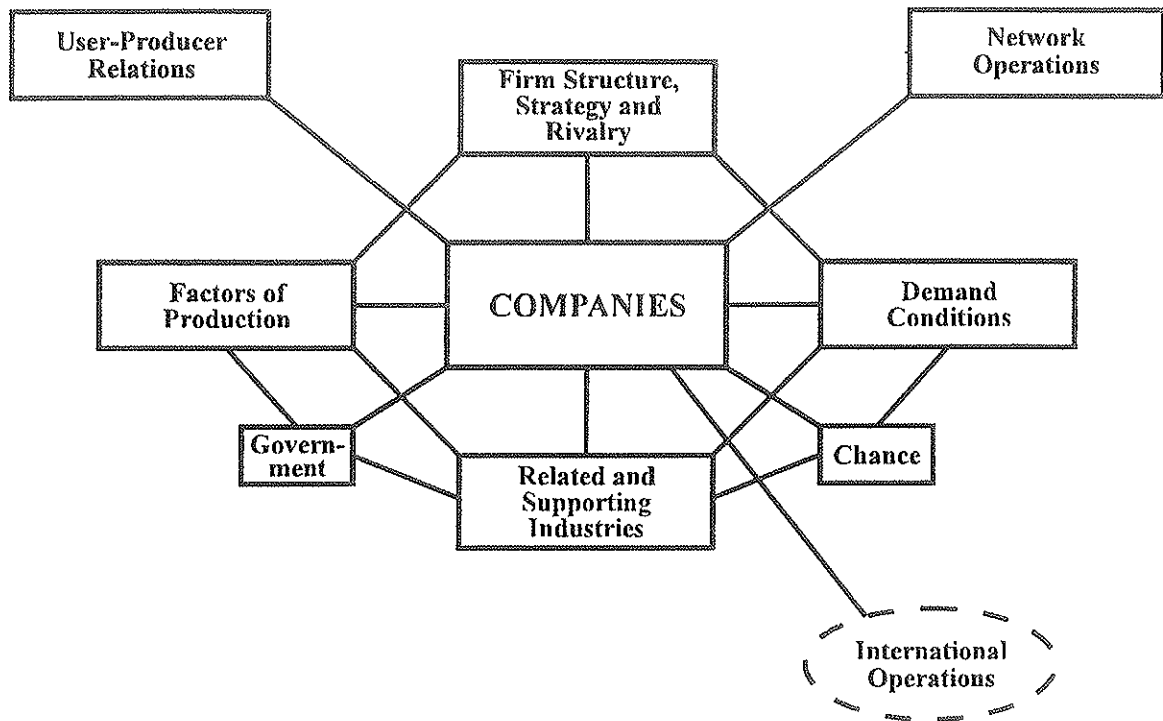 User-Producer
Relations
Network
Operations
Firm Structure,
Strategy and
Rivalry
Factors of
Production
COMPANIES
Demand
Conditions
Govern-
ment
Chance
Related and
Supporting
Industries
International
Operations